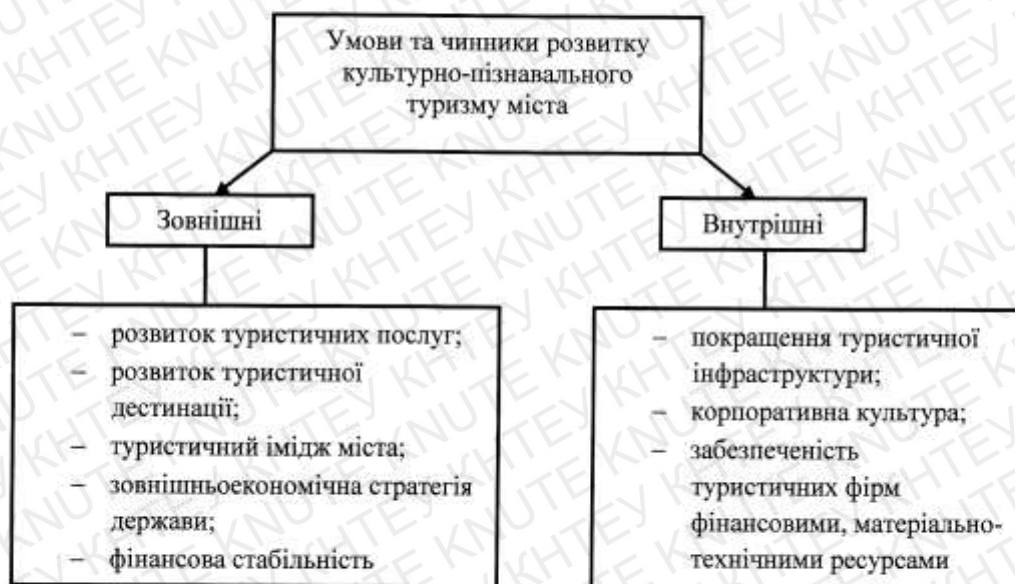 Умови та чинники розвитку
культурно-пізнавального
туризму міста
Зовнішні
Внутрішні
– розвиток туристичних послуг;
– розвиток туристичної
дестинації;
– туристичний імідж міста;
– зовнішньоекономічна стратегія
держави;
– фінансова стабільність
– покращення туристичної
інфраструктури;
– корпоративна культура;
– забезпеченість
туристичних фірм
фінансовими, матеріально-
технічними ресурсами